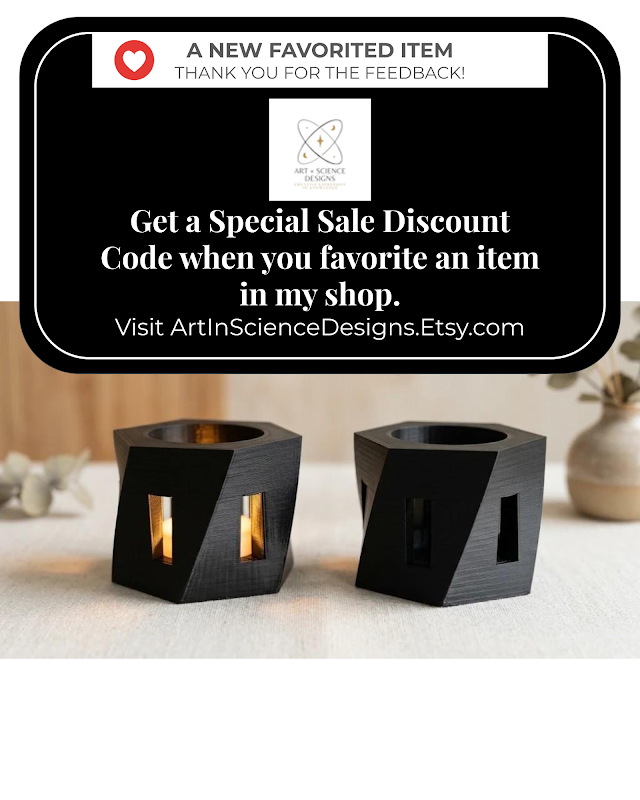 A NEW FAVORITED ITEM
THANK YOU FOR THE FEEDBACK!
ART + SCIENCE
DESIGNS
Get a Special Sale Discount
Code when you favorite an item
in my shop.
Visit ArtInScienceDesigns.Etsy.com